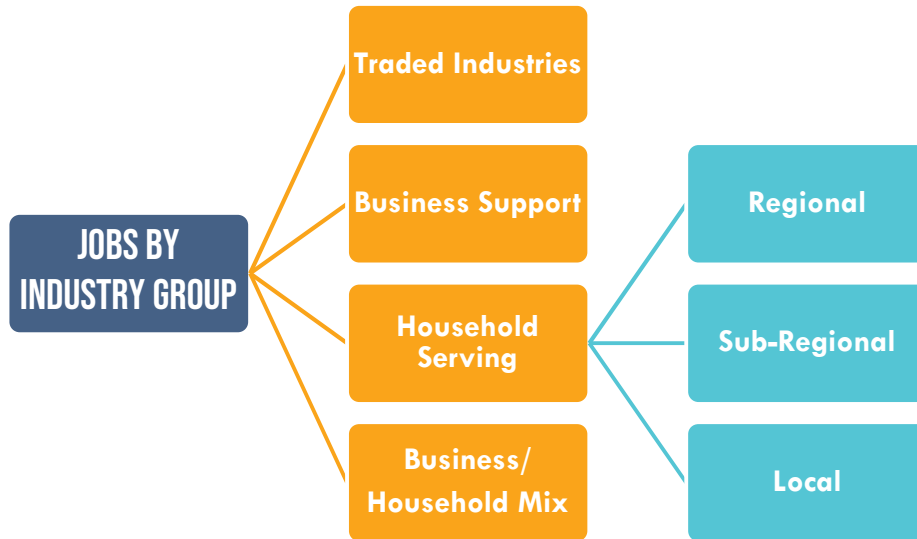 JOBS BY
INDUSTRY GROUP
Traded Industries
Business Support
Household
Serving
Business/
Household Mix
Regional
Sub-Regional
Local